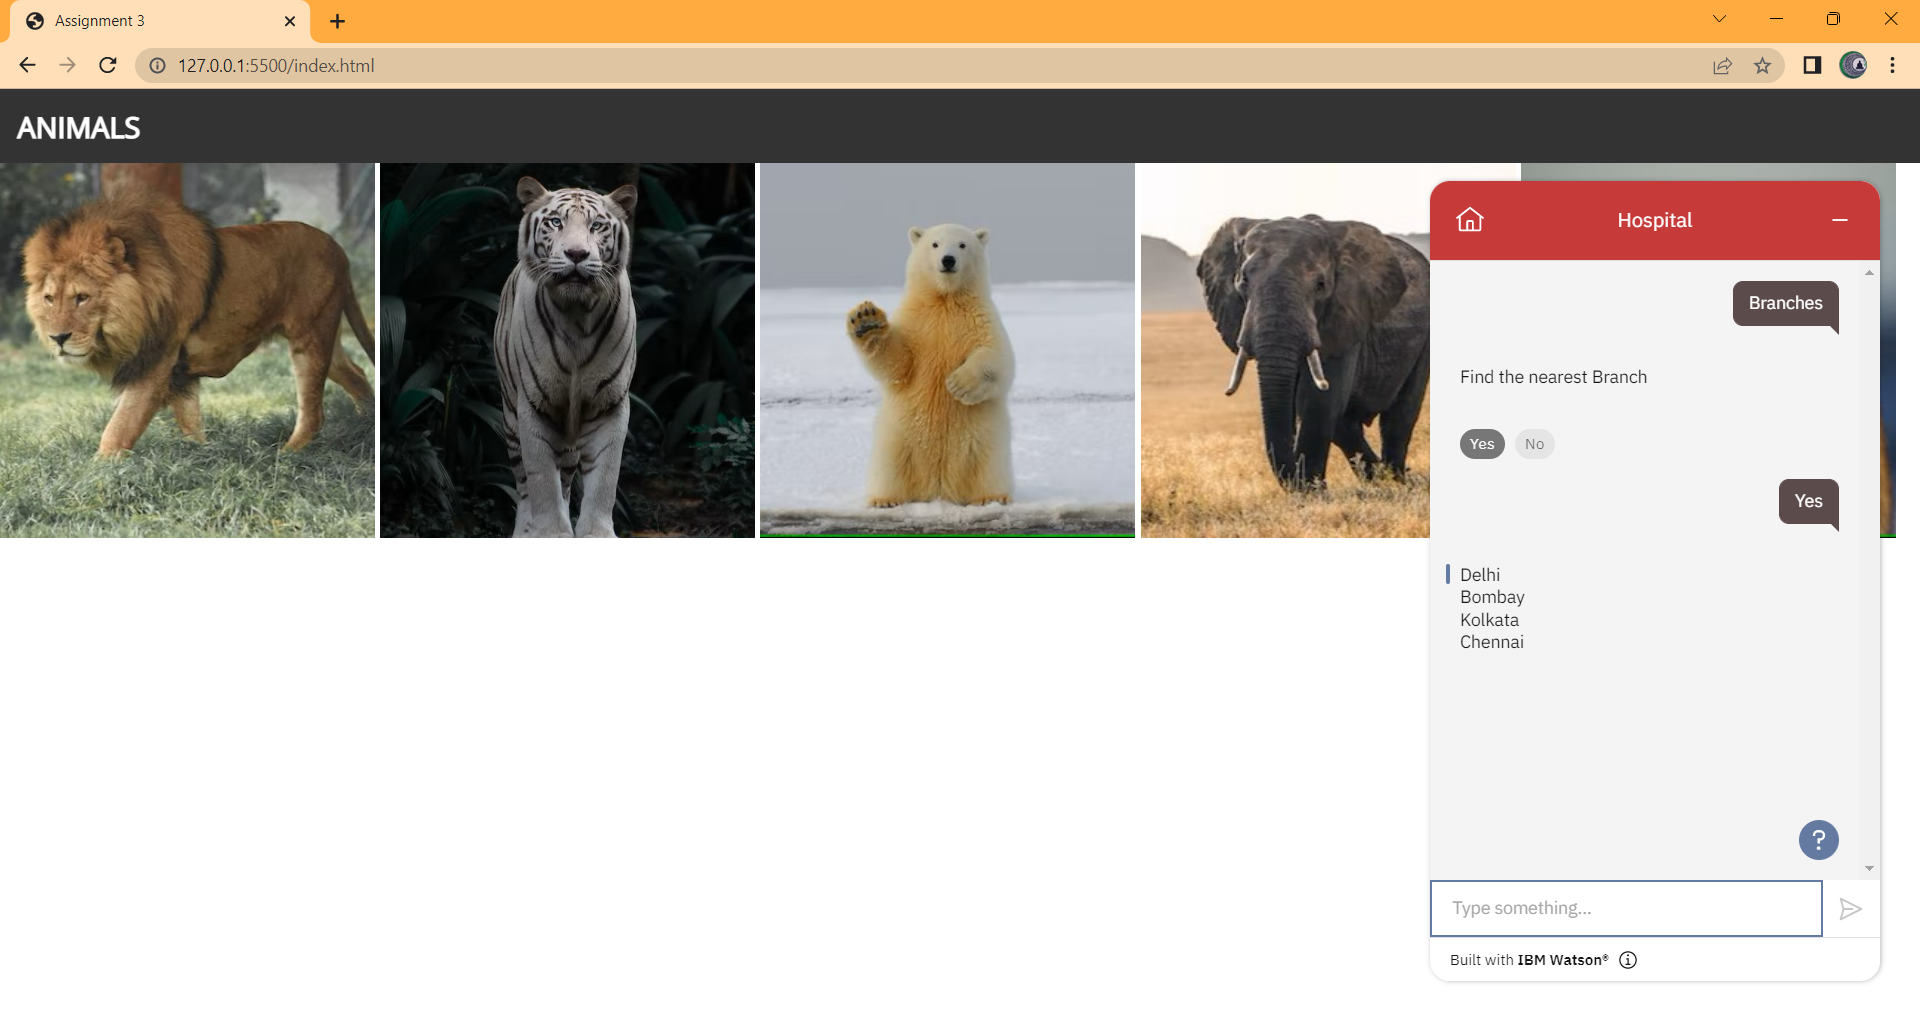 Assignment 3
127.0.0.1:5500/index.html
ANIMALS
Hospital
Branches
Find the nearest Branch
Yes No
Yes
Delhi
Bombay
Kolkata
Chennai
?
Type something...
Built with IBM Watson®